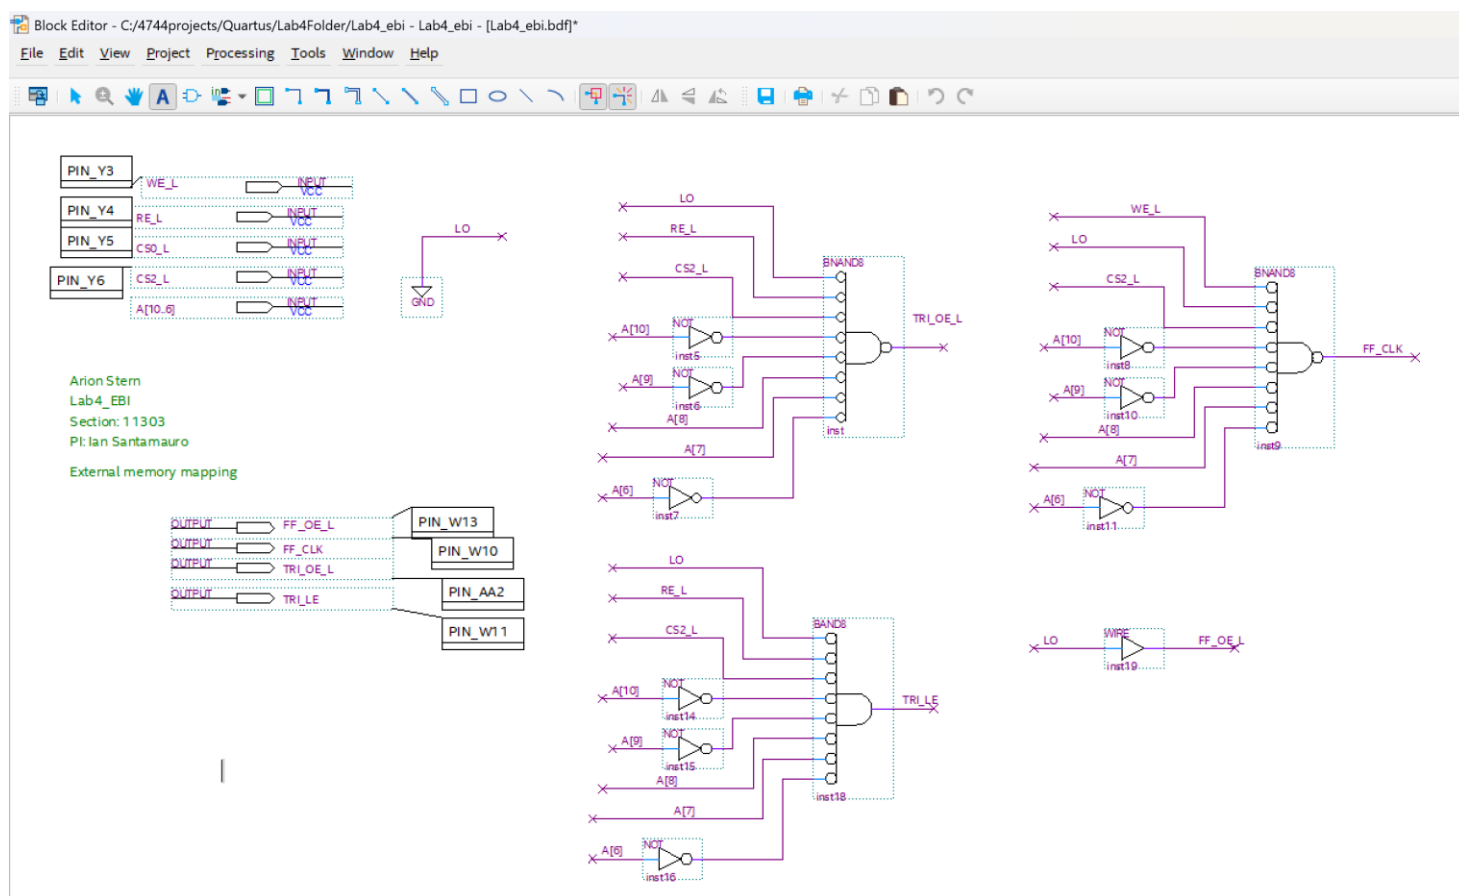 Block Editor - C:/4744projects/Quartus/Lab4Folder/Lab4_ebi - Lab4_ebi - [Lab4_ebi.bdf]*
File Edit View Project Processing Tools Window Help
A
PIN_Y3
WE_L
INPUT
VCC
PIN_Y4
RE_L
INPUT
VCC
PIN_Y5
CS0_L
INPUT
VCC
PIN_Y6
CS2_L
INPUT
VCC
A[10..6]
INPUT
VCC
LO
GND
Arion Stern
Lab4_EBI
Section: 11303
PI: Ian Santamauro
External memory mapping
OUTPUT
FF_OE_L
PIN_W13
OUTPUT
FF_CLK
PIN_W10
OUTPUT
TRI_OE_L
PIN_AA2
OUTPUT
TRI_LE
PIN_W11
LO
RE_L
CS2_L
BNAND8
A[10]
NOT
inst5
TRI_OE_L
A[9]
NOT
inst6
A[8]
inst
A[7]
A[6]
NOT
inst7
WE_L
LO
CS2_L
BNAND8
A[10]
NOT
inst8
FF_CLK
A[9]
NOT
inst10
A[8]
inst9
A[7]
A[6]
NOT
inst11
LO
RE_L
CS2_L
BAND8
A[10]
NOT
inst14
TRI_LE
A[9]
NOT
inst15
A[8]
inst18
A[7]
A[6]
NOT
inst16
LO
WIRE
inst19
FF_OE_L